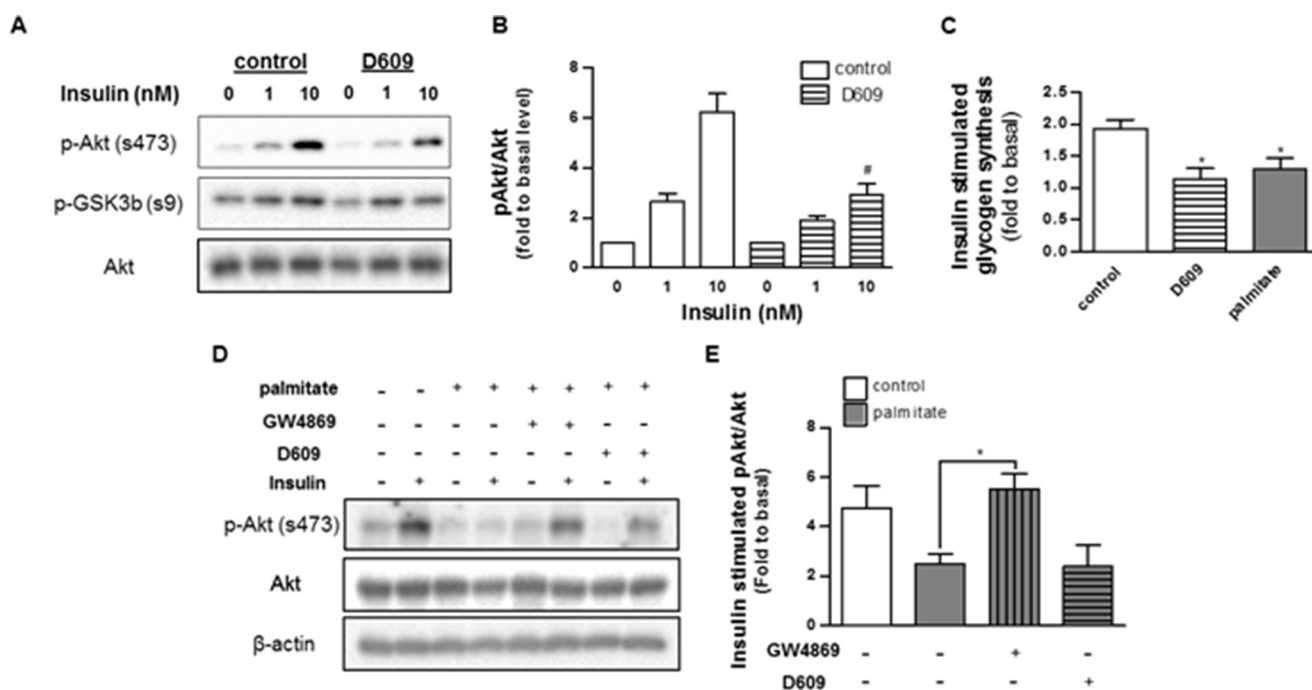 A
control D609
Insulin (nM) 0 1 10 0 1 10
p-Akt (s473)
p-GSK3b (s9)
Akt
B
pAkt/Akt
(fold to basal level)
8
6
4
2
0
control
D609
#
0 1 10 0 1 10
Insulin (nM)
C
Insulin stimulated
glycogen synthesis
(fold to basal)
2.5
2.0
1.5
1.0
0.5
0.0
* *
control
D609
palmitate
D
palmitate - - + + + + + +
GW4869 - - - - + + - -
D609 - - - - - - + +
Insulin - + - + - + - +
p-Akt (s473)
Akt
β-actin
E
control
palmitate
Insulin stimulated pAkt/Akt
(Fold to basal)
8
6
4
2
0
*
GW4869 - - + -
D609 - - - +